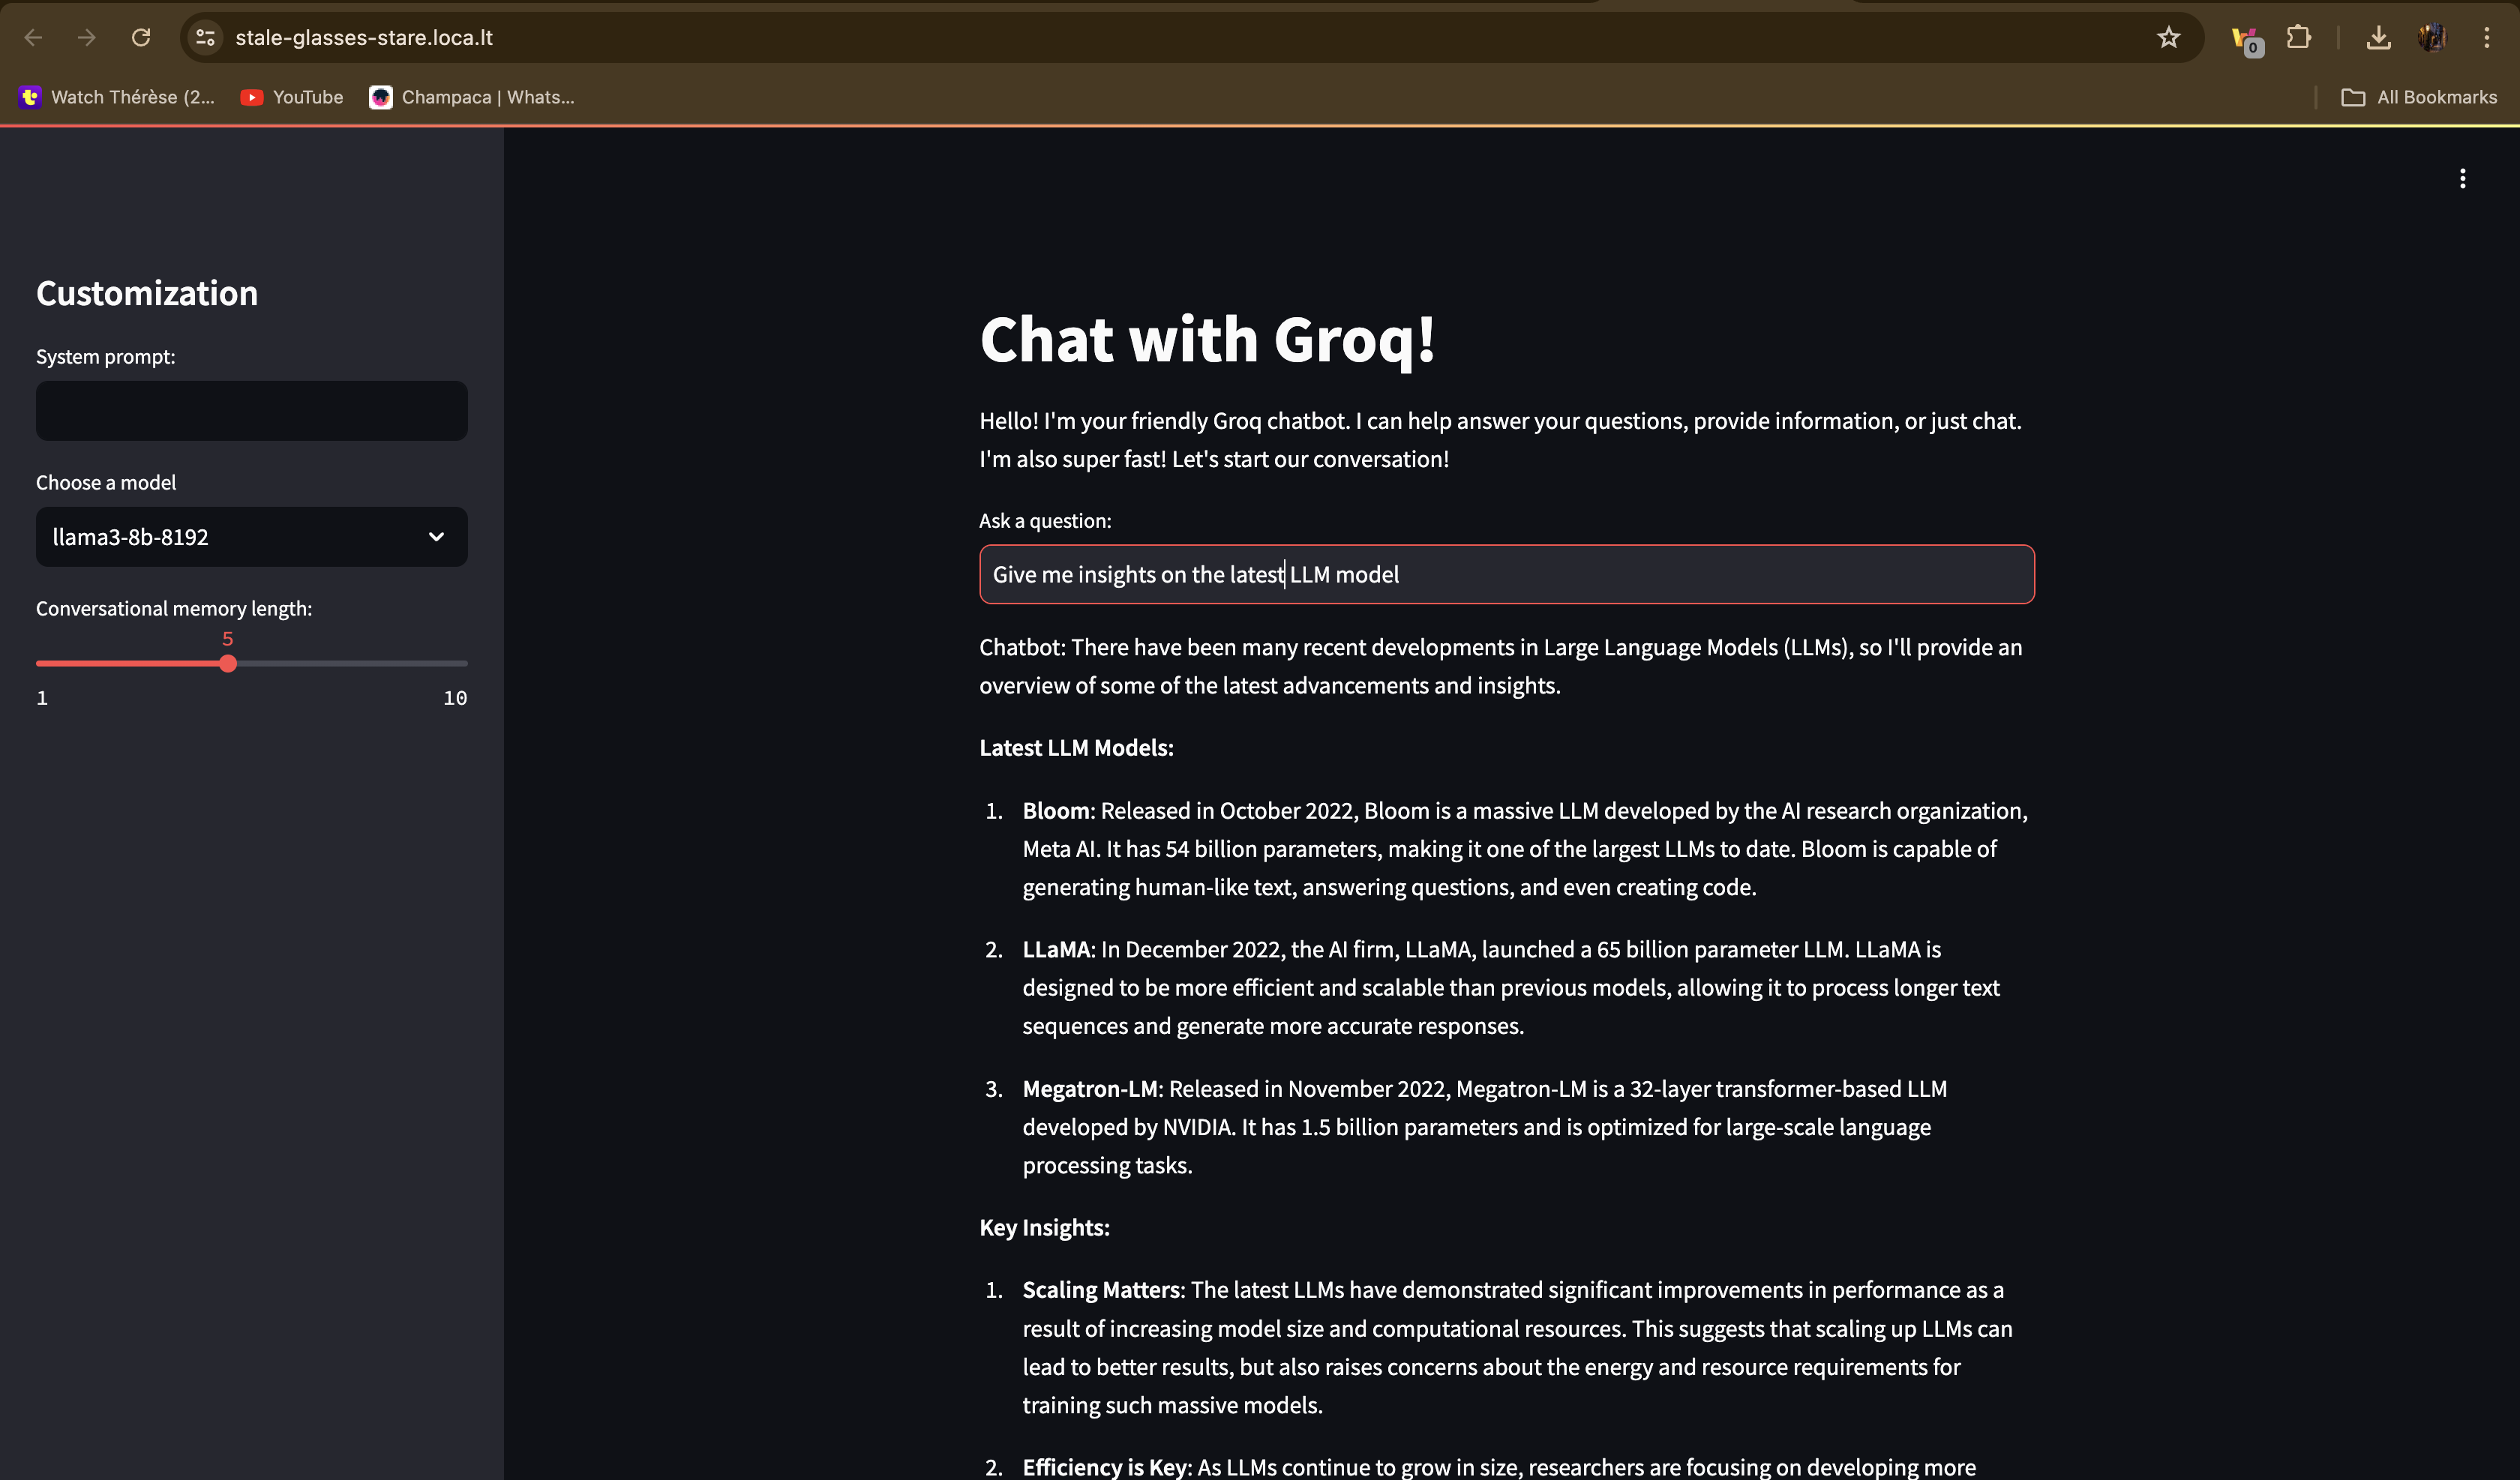 stale-glasses-stare.loca.lt
0
Watch Thérèse (2...
YouTube
Champaca | Whats...
All Bookmarks
Customization
System prompt:
Choose a model
llama3-8b-8192
Conversational memory length:
5
1
10
Chat with Groq!
Hello! I'm your friendly Groq chatbot. I can help answer your questions, provide information, or just chat.
I'm also super fast! Let's start our conversation!
Ask a question:
Give me insights on the latest LLM model
Chatbot: There have been many recent developments in Large Language Models (LLMs), so I'll provide an
overview of some of the latest advancements and insights.
Latest LLM Models:
1. Bloom: Released in October 2022, Bloom is a massive LLM developed by the AI research organization,
Meta AI. It has 54 billion parameters, making it one of the largest LLMs to date. Bloom is capable of
generating human-like text, answering questions, and even creating code.
2. LLaMA: In December 2022, the AI firm, LLaMA, launched a 65 billion parameter LLM. LLaMA is
designed to be more efficient and scalable than previous models, allowing it to process longer text
sequences and generate more accurate responses.
3. Megatron-LM: Released in November 2022, Megatron-LM is a 32-layer transformer-based LLM
developed by NVIDIA. It has 1.5 billion parameters and is optimized for large-scale language
processing tasks.
Key Insights:
1. Scaling Matters: The latest LLMs have demonstrated significant improvements in performance as a
result of increasing model size and computational resources. This suggests that scaling up LLMs can
lead to better results, but also raises concerns about the energy and resource requirements for
training such massive models.
2. Efficiency is Key: As LLMs continue to grow in size, researchers are focusing on developing more